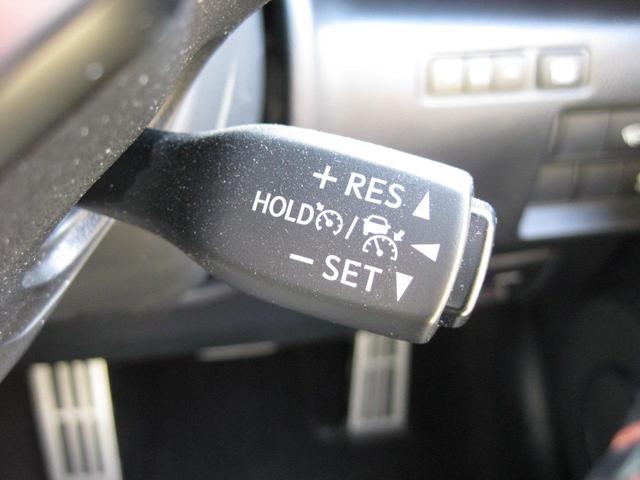 + RES
HOLD /
− SET